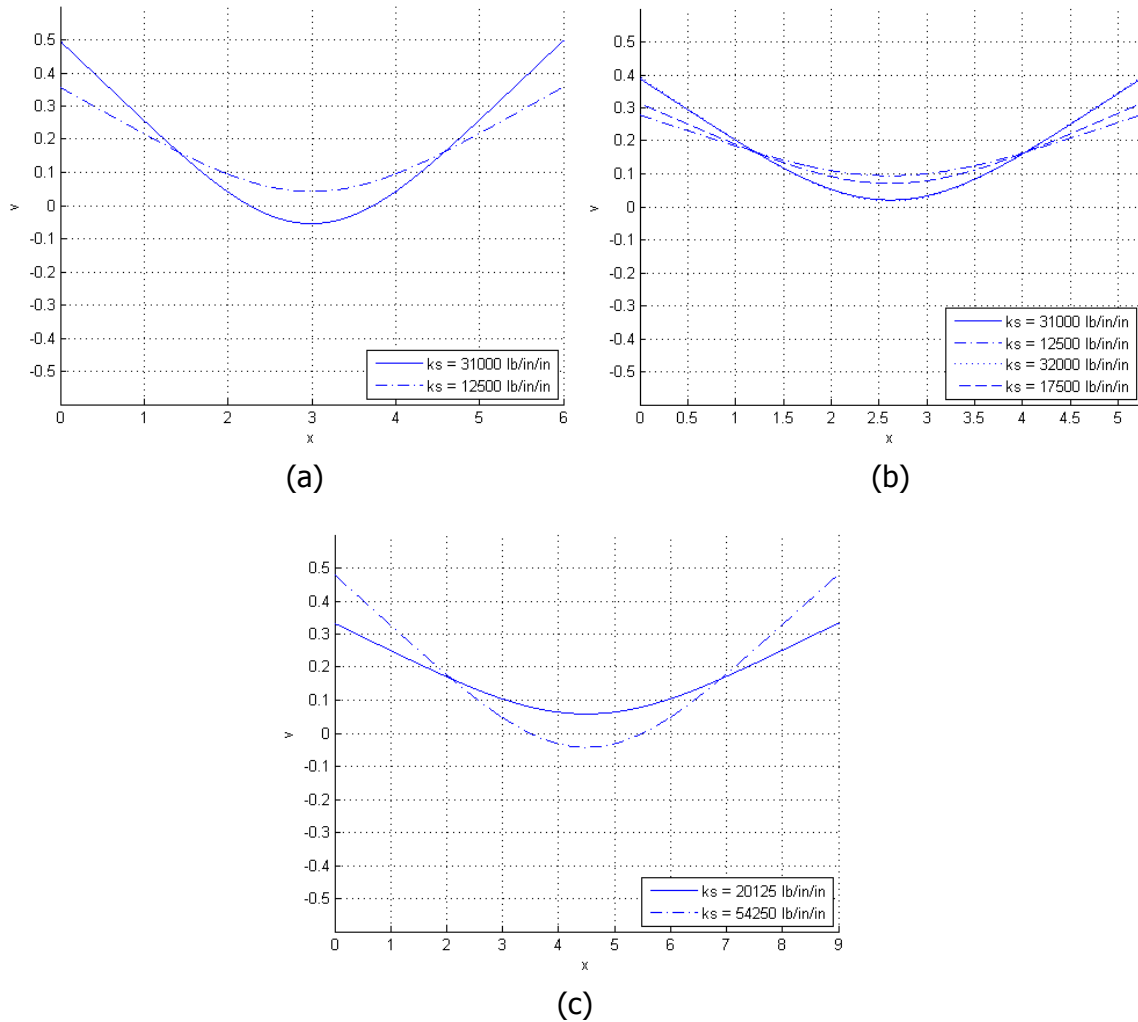 0.5
0.4
0.3
0.2
0.1
0
-0.1
-0.2
-0.3
-0.4
-0.5
v
0 1 2 3 4 5 6
x
ks = 31000 lb/in/in
ks = 12500 lb/in/in
(a)
0.5
0.4
0.3
0.2
0.1
0
-0.1
-0.2
-0.3
-0.4
-0.5
v
0 0.5 1 1.5 2 2.5 3 3.5 4 4.5 5
x
ks = 31000 lb/in/in
ks = 12500 lb/in/in
ks = 32000 lb/in/in
ks = 17500 lb/in/in
(b)
0.5
0.4
0.3
0.2
0.1
0
-0.1
-0.2
-0.3
-0.4
-0.5
v
0 1 2 3 4 5 6 7 8 9
x
ks = 20125 lb/in/in
ks = 54250 lb/in/in
(c)